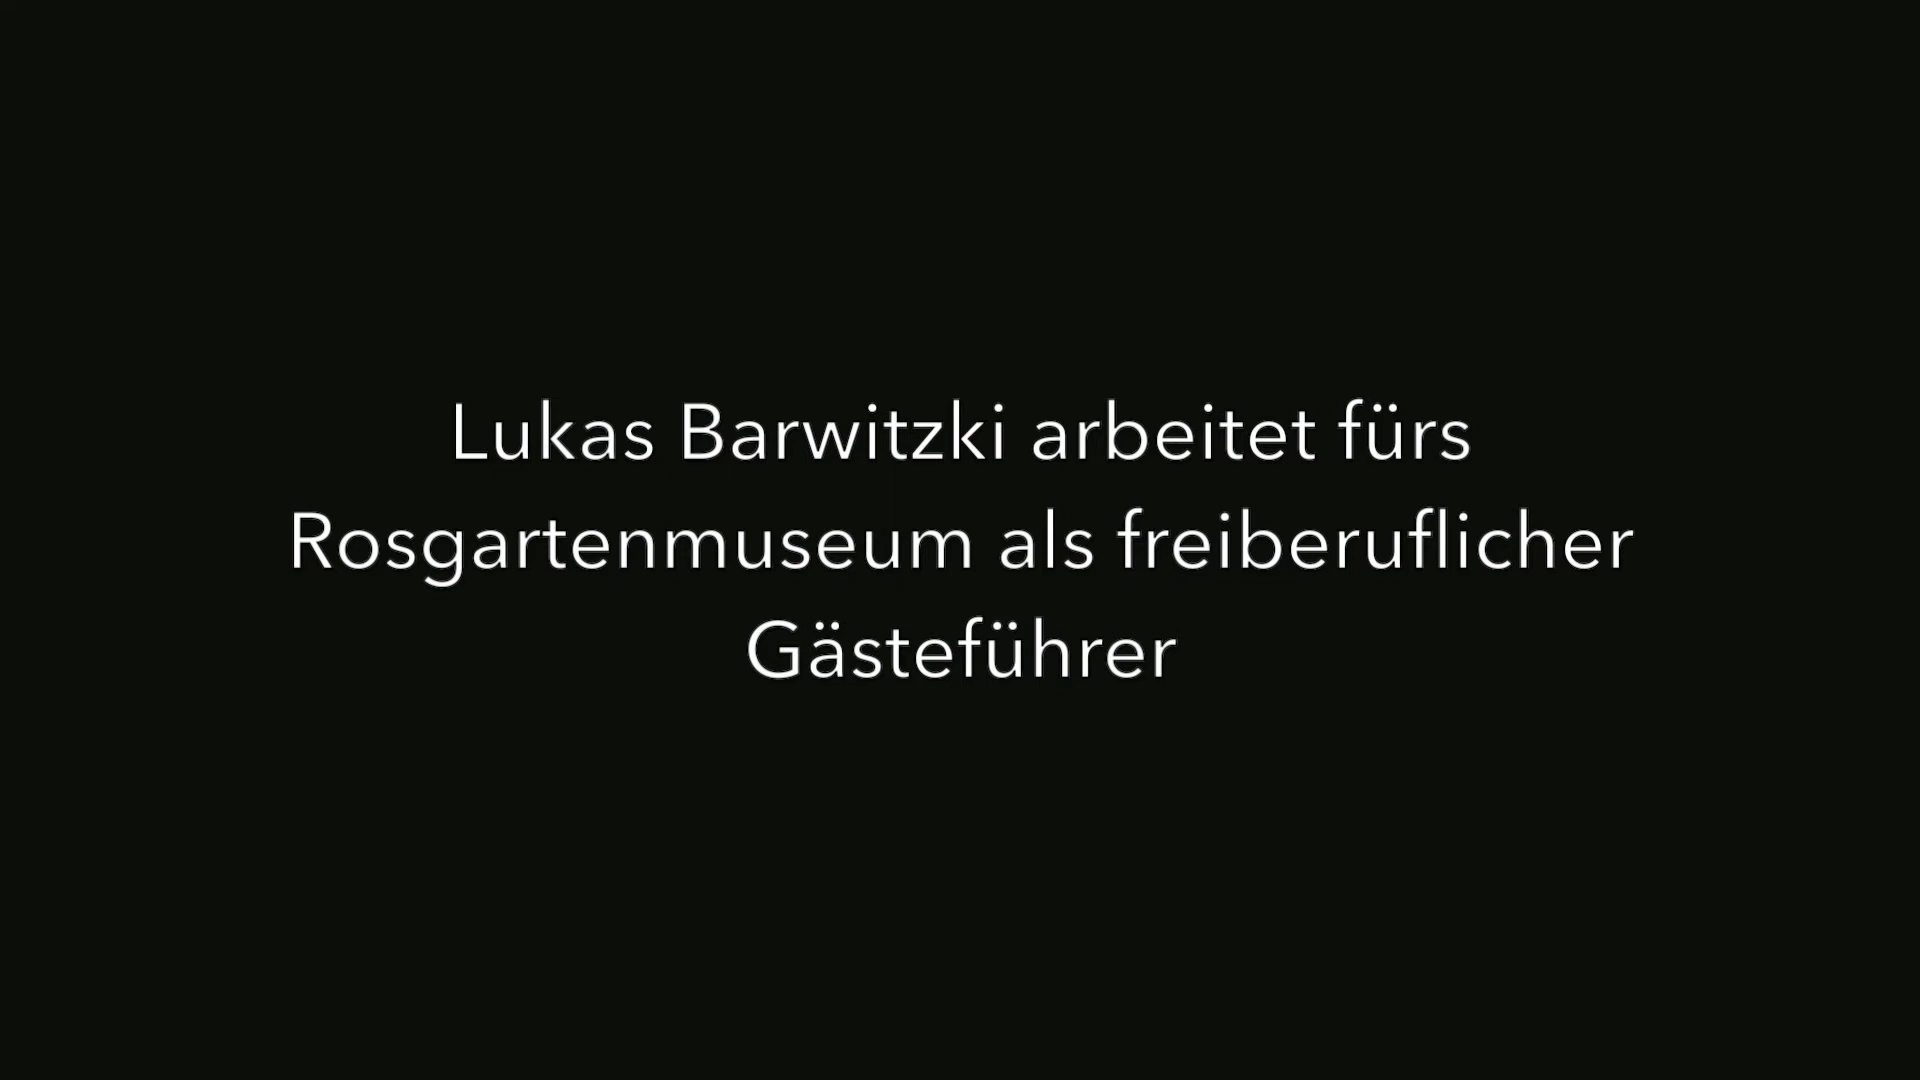 Lukas Barwitzki arbeitet fürs
Rosgartenmuseum als freiberuflicher
Gästeführer